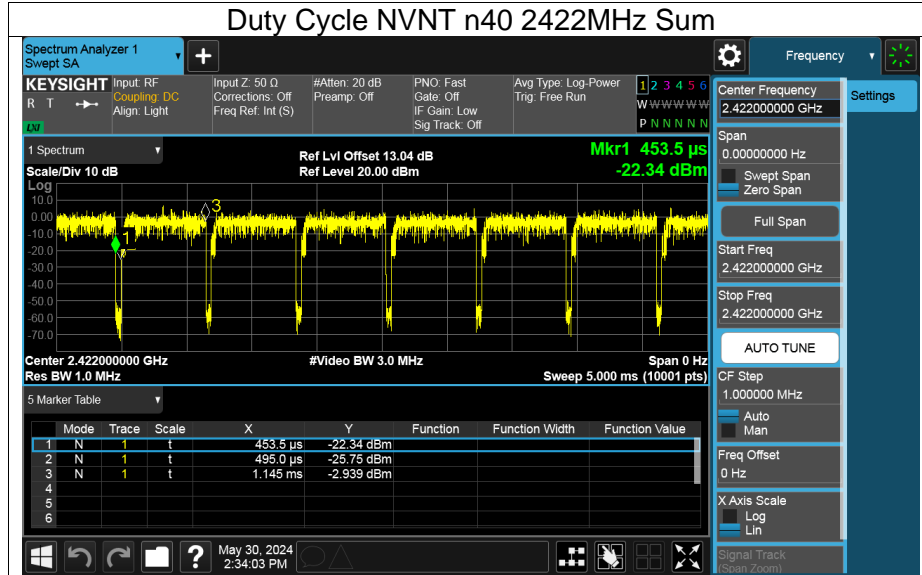 Duty Cycle NVNT n40 2422MHz Sum
Spectrum Analyzer 1
Swept SA
+
Frequency
KEYSIGHT
R T
LXI
Input: RF
Coupling: DC
Align: Light
Input Z: 50 Ω
Corrections: Off
Freq Ref: Int (S)
#Atten: 20 dB
Preamp: Off
PNO: Fast
Gate: Off
IF Gain: Low
Sig Track: Off
Avg Type: Log-Power
Trig: Free Run
1 2 3 4 5 6
W W W W W W
P N N N N N
Settings
Center Frequency
2.422000000 GHz
Span
0.00000000 Hz
Swept Span
Zero Span
Full Span
Start Freq
2.422000000 GHz
Stop Freq
2.422000000 GHz
AUTO TUNE
CF Step
1.000000 MHz
Auto
Man
Freq Offset
0 Hz
X Axis Scale
Log
Lin
Signal Track
(Span Zoom)
1 Spectrum
Scale/Div 10 dB
Ref Lvl Offset 13.04 dB
Ref Level 20.00 dBm
Mkr1 453.5 µs
-22.34 dBm
Log
10.0
0.00
-10.0
-20.0
-30.0
-40.0
-50.0
-60.0
-70.0
1
3
Center 2.422000000 GHz
#Video BW 3.0 MHz
Span 0 Hz
Res BW 1.0 MHz
Sweep 5.000 ms (10001 pts)
5 Marker Table
Mode Trace Scale X Y Function Function Width Function Value
1 N 1 t 453.5 µs -22.34 dBm
2 N 1 t 495.0 µs -25.75 dBm
3 N 1 t 1.145 ms -2.939 dBm
4
5
6
?
May 30, 2024
2:34:03 PM